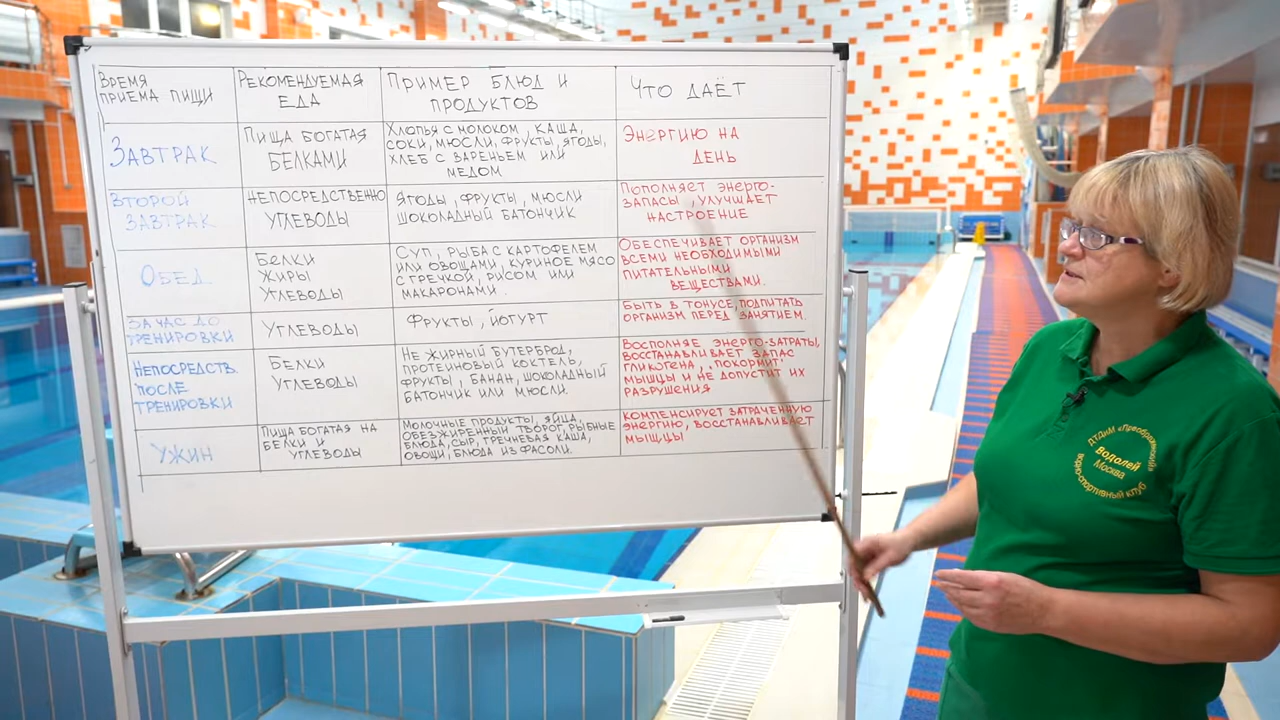 Время
приема пищи
Рекомендуемая
еда
Пример блюд и
продуктов
Что даёт
Завтрак
Пища богатая
белками
Хлопья с молоком, каша,
соки, мюсли, фрукты, ягоды,
хлеб с вареньем или
медом
Энергию на
день
Второй
завтрак
Непосредственно
углеводы
Ягоды, фрукты, мюсли
шоколадный батончик
Пополняет энерго-
запасы, улучшает
настроение
Обед
Белки
Жиры
Углеводы
Суп, рыба с картофелем
или овощами, куриное мясо
с гречкой, рисом или
макаронами.
Обеспечивает организм
всеми необходимыми
питательными
веществами.
За час до
тренировки
Углеводы
Фрукты, йогурт
Быть в тонусе, подпитать
организм перед занятием.
Непосредств.
после
тренировки
Белки
Углеводы
Не жирный бутерброд,
протеиновый коктель,
фрукты, банан, шоколадный
батончик или мюсли.
Восполняе энерго-затраты,
восстанавливает запас
гликогена, "покормит"
мышцы и не допустит их
разрушения
Ужин
Пища богатая на
белки и
углеводы
Молочные продукты, яйца,
обезжиренный творог, рыбные
блюда, сыр, гречневая каша,
овощи, блюда из фасоли.
Компенсирует затраченную
энергию, восстанавливает
мышцы
ДТДиМ «Преображенский»
Водолей
Москва
Спортивный клуб